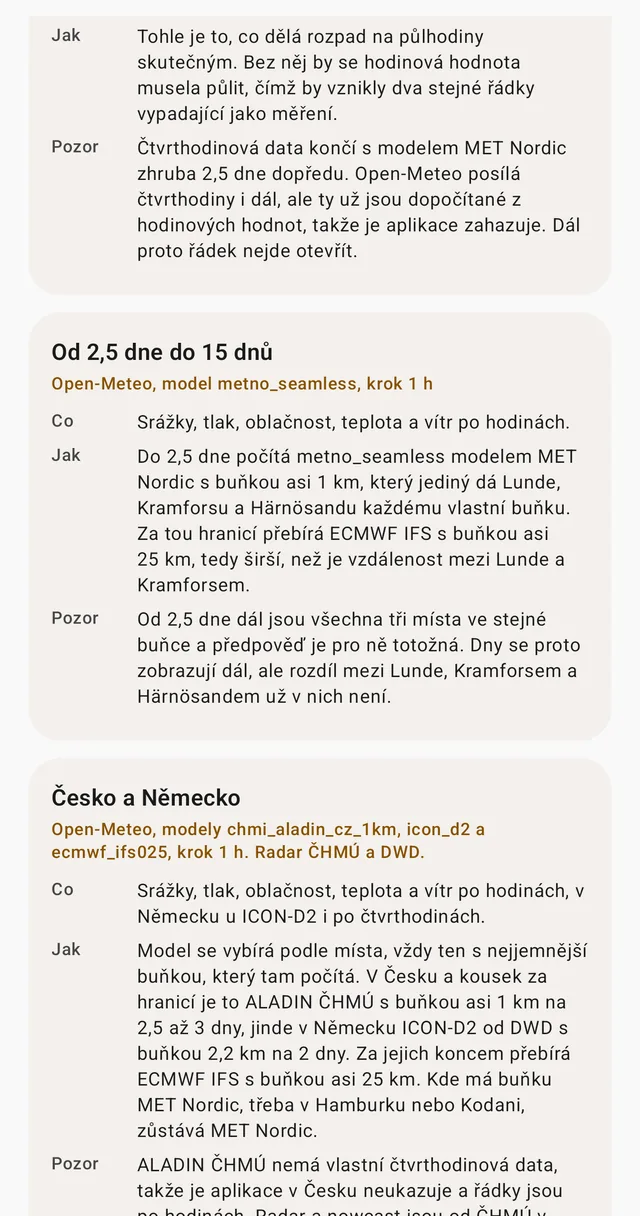 Jak
Tohle je to, co dělá rozpad na půlhodiny
skutečným. Bez něj by se hodinová hodnota
musela půlit, čímž by vznikly dva stejné řádky
vypadající jako měření.
Pozor
Čtvrthodinová data končí s modelem MET Nordic
zhruba 2,5 dne dopředu. Open-Meteo posílá
čtvrthodiny i dál, ale ty už jsou dopočítané z
hodinových hodnot, takže je aplikace zahazuje. Dál
proto řádek nejde otevřít.
Od 2,5 dne do 15 dnů
Open-Meteo, model metno_seamless, krok 1 h
Co
Srážky, tlak, oblačnost, teplota a vítr po hodinách.
Jak
Do 2,5 dne počítá metno_seamless modelem MET
Nordic s buňkou asi 1 km, který jediný dá Lunde,
Kramforsu a Härnösandu každému vlastní buňku.
Za tou hranicí přebírá ECMWF IFS s buňkou asi
25 km, tedy širší, než je vzdálenost mezi Lunde a
Kramforsem.
Pozor
Od 2,5 dne dál jsou všechna tři místa ve stejné
buňce a předpověď je pro ně totožná. Dny se proto
zobrazují dál, ale rozdíl mezi Lunde, Kramforsem a
Härnösandem už v nich není.
Česko a Německo
Open-Meteo, modely chmi_aladin_cz_1km, icon_d2 a
ecmwf_ifs025, krok 1 h. Radar ČHMÚ a DWD.
Co
Srážky, tlak, oblačnost, teplota a vítr po hodinách, v
Německu u ICON-D2 i po čtvrthodinách.
Jak
Model se vybírá podle místa, vždy ten s nejjemnější
buňkou, který tam počítá. V Česku a kousek za
hranicí je to ALADIN ČHMÚ s buňkou asi 1 km na
2,5 až 3 dny, jinde v Německu ICON-D2 od DWD s
buňkou 2,2 km na 2 dny. Za jejich koncem přebírá
ECMWF IFS s buňkou asi 25 km. Kde má buňku
MET Nordic, třeba v Hamburku nebo Kodani,
zůstává MET Nordic.
Pozor
ALADIN ČHMÚ nemá vlastní čtvrthodinová data,
takže je aplikace v Česku neukazuje a řádky jsou
po hodinách. Radar a nowcast jsou od ČHMÚ v